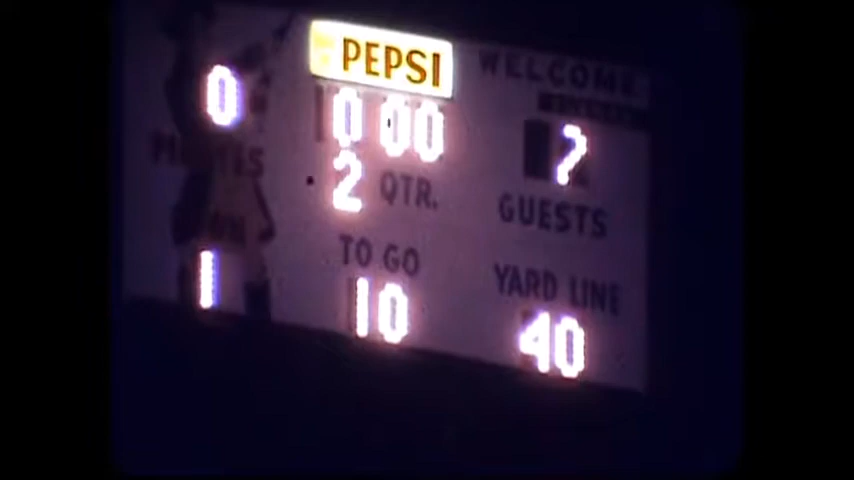 PEPSI
WELCOME
0 0:00 7
2 QTR.
GUESTS
TO GO YARD LINE
1 10 40